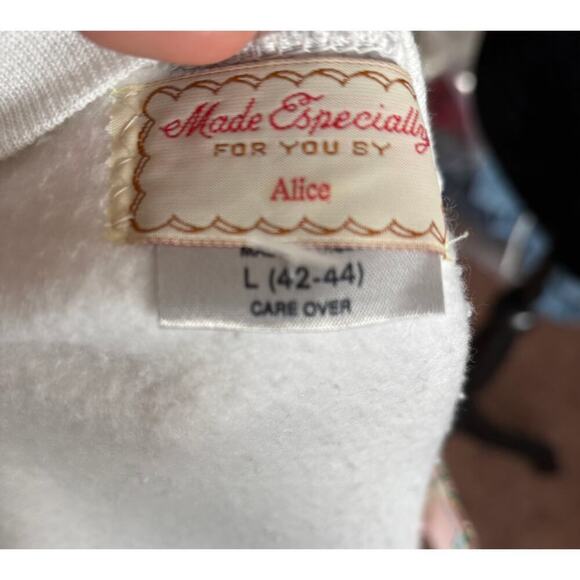 Made Especially
FOR YOU BY
Alice
L (42-44)
CARE OVER